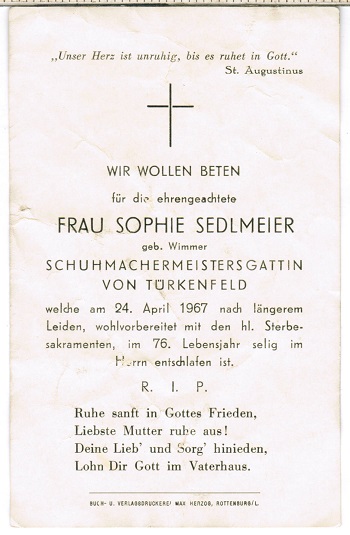 „Unser Herz ist unruhig, bis es ruhet in Gott.“
St. Augustinus
WIR WOLLEN BETEN
für die ehrengeachtete
FRAU SOPHIE SEDLMEIER
geb. Wimmer
SCHUHMACHERMEISTERSGATTIN
VON TÜRKENFELD
welche am 24. April 1967 nach längerem
Leiden, wohlvorbereitet mit den hl. Sterbe-
sakramenten, im 76. Lebensjahr selig im
Herrn entschlafen ist.
R. I. P.
Ruhe sanft in Gottes Frieden,
Liebste Mutter ruhe aus!
Deine Lieb' und Sorg' hinieden,
Lohn Dir Gott im Vaterhaus.
BUCH- U. VERLAGSDRUCKEREI MAX HERZOG, ROTTENBURG/L.